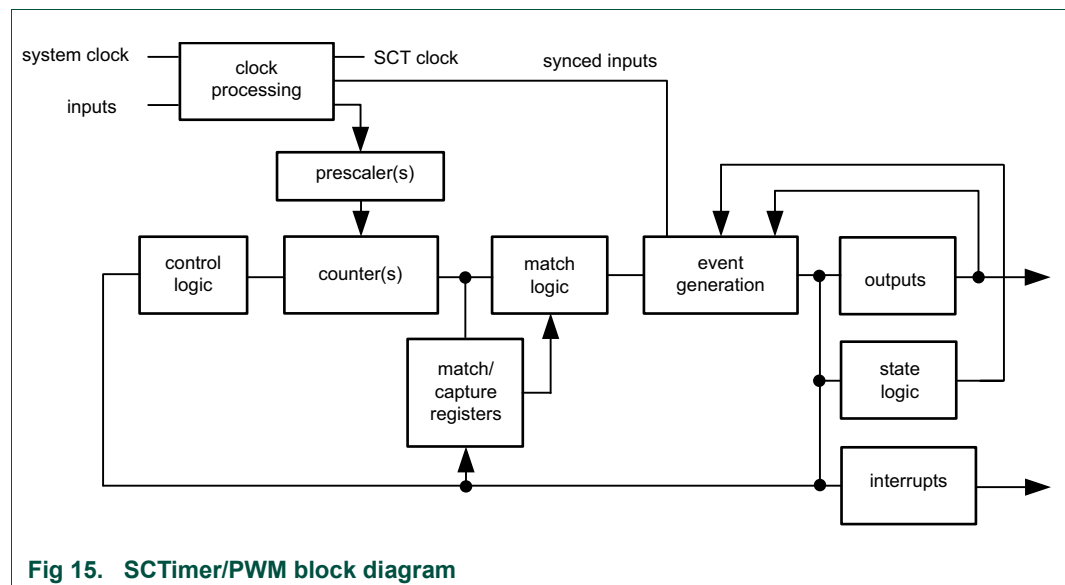 system clock
inputs
clock
processing
SCT clock
synced inputs
prescaler(s)
control
logic
counter(s)
match
logic
event
generation
outputs
match/
capture
registers
state
logic
interrupts
Fig 15. SCTimer/PWM block diagram